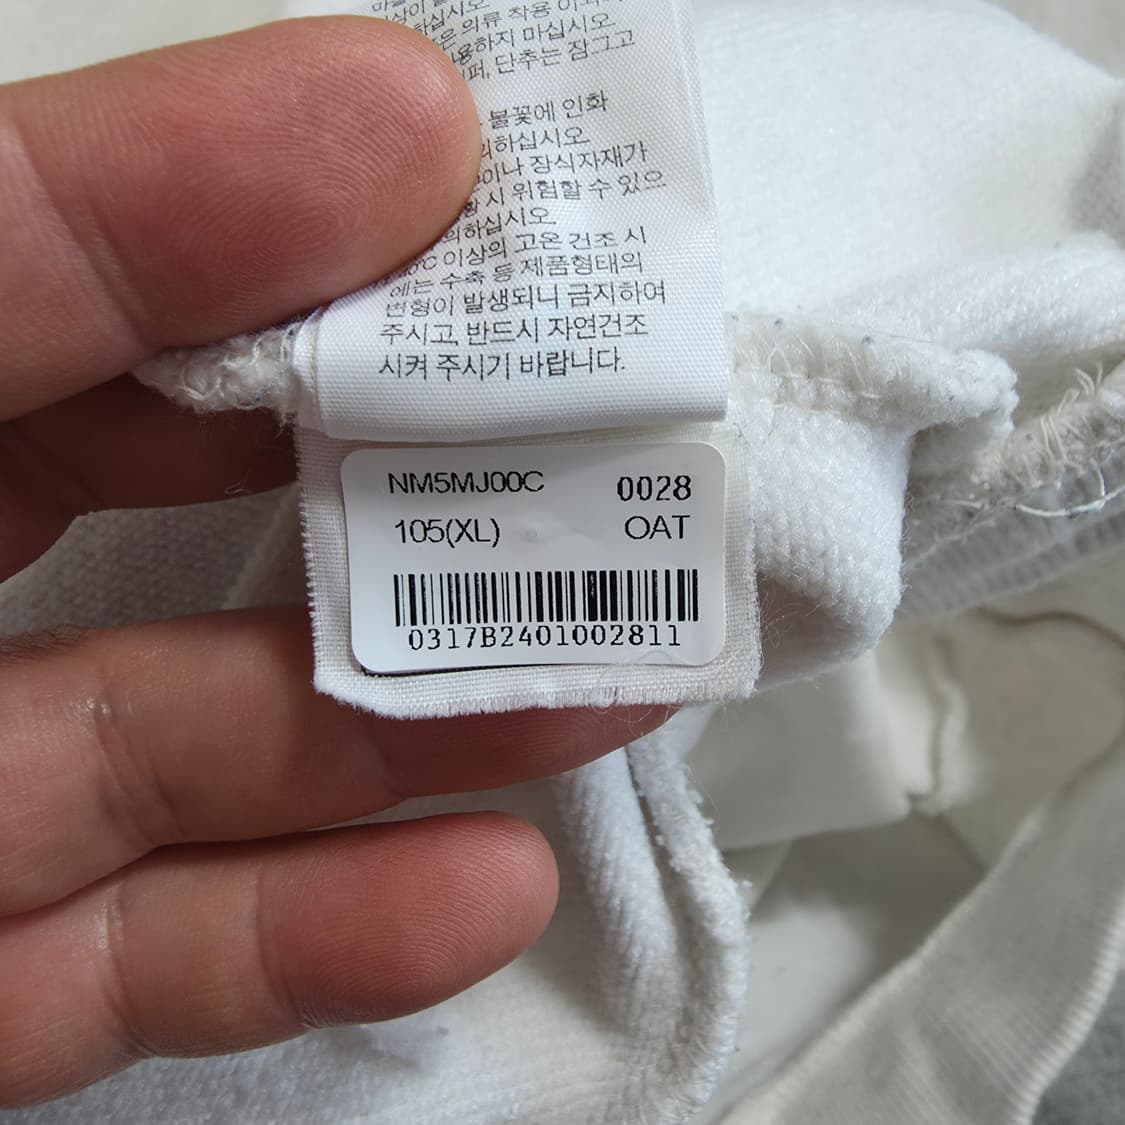 하십시오
의류 착용
하지 마십시오
단추는 잠그고
불꽃에 인화
의하십시오
이나 장식자재가
시 위험할 수 있으
의하십시오
℃ 이상의 고온 건조 시
에는 수축 등 제품형태의
변형이 발생되니 금지하여
주시고, 반드시 자연건조
시켜 주시기 바랍니다.
NM5MJ00C 0028
105(XL) OAT
0317B2401002811